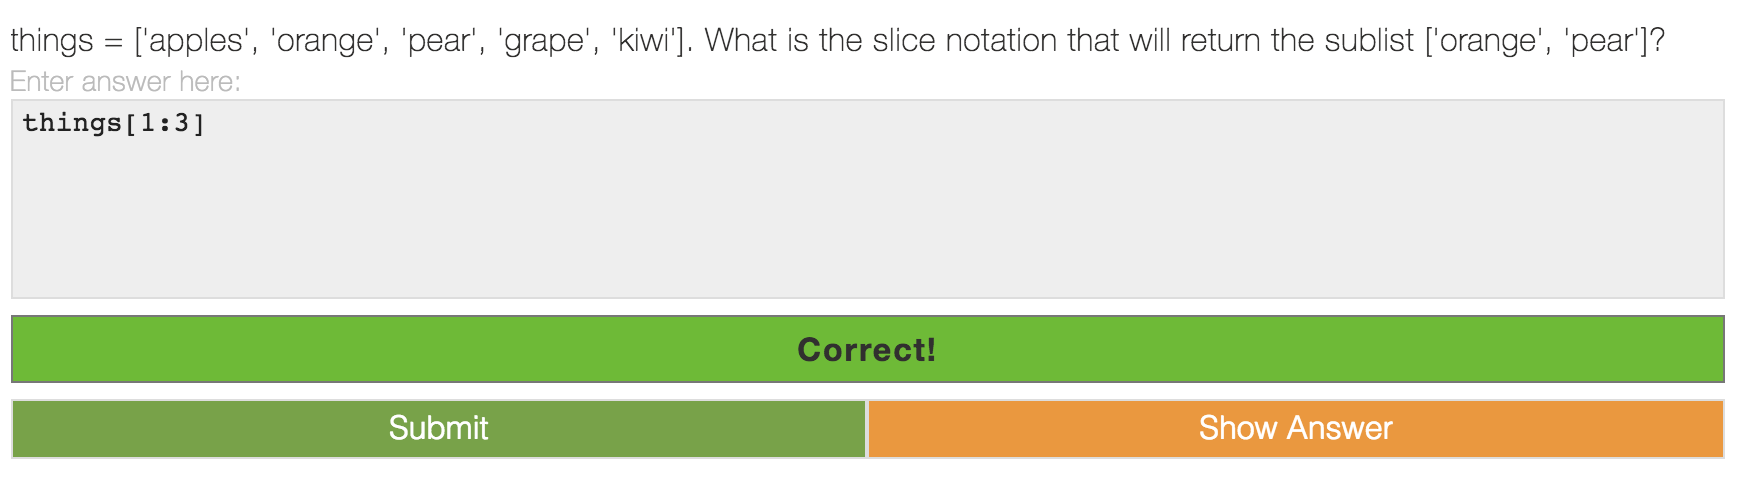 things = ['apples', 'orange', 'pear', 'grape', 'kiwi']. What is the slice notation that will return the sublist ['orange', 'pear']?
Enter answer here:
things[1:3]
Correct!
Submit
Show Answer